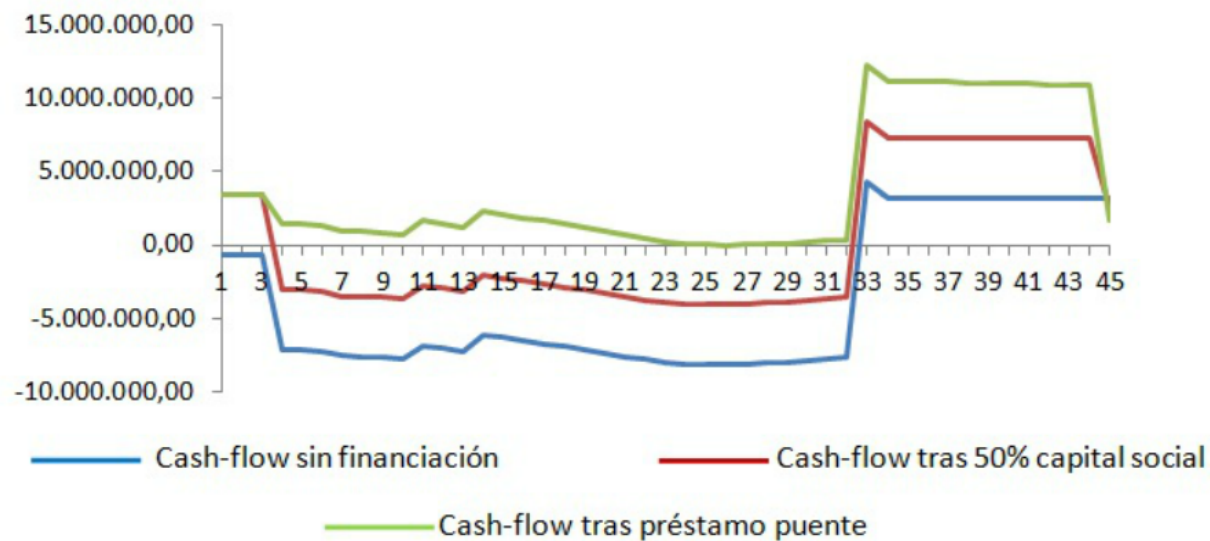 15.000.000,00
10.000.000,00
5.000.000,00
0,00
1 3 5 7 9 11 13 15 17 19 21 23 25 27 29 31 33 35 37 39 41 43 45
-5.000.000,00
-10.000.000,00
Cash-flow sin financiación
Cash-flow tras 50% capital social
Cash-flow tras préstamo puente